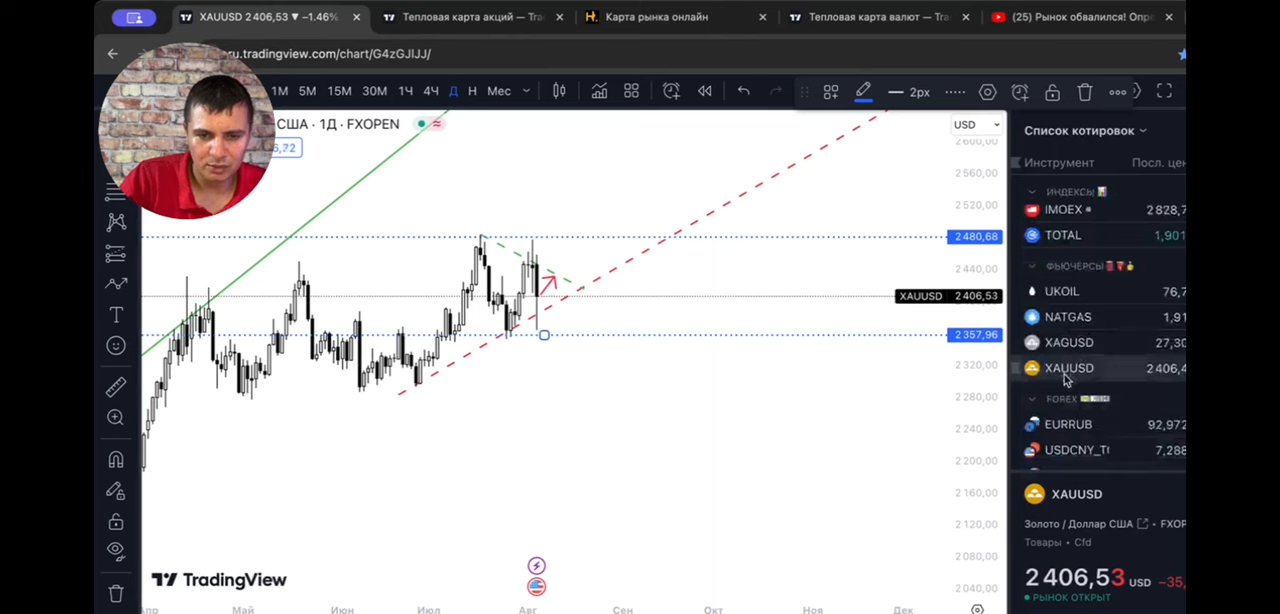 XAUUSD 2 406,53 ▼ −1.46%
Тепловая карта акций — Tra
Карта рынка онлайн
Тепловая карта валют — Tra
(25) Рынок обвалился! Опре
ru.tradingview.com/chart/G4zGJIJJ/
1М 5М 15М 30М 1Ч 4Ч Д Н Мес
2px
США · 1Д · FXOPEN
USD
2 600,00
2 560,00
2 520,00
2 480,68
2 440,00
XAUUSD 2 406,53
2 357,96
2 320,00
2 280,00
2 240,00
2 200,00
2 160,00
2 120,00
2 080,00
2 040,00
TradingView
Апр Май Июн Июл Авг Сен Окт Ноя Дек
Список котировок
Инструмент Посл. цен
ИНДЕКСЫ
IMOEX 2 828,7
TOTAL 1,901
ФЬЮЧЕРСЫ
UKOIL 76,7
NATGAS 1,91
XAGUSD 27,30
XAUUSD 2 406,4
FOREX
EURRUB 92,972
USDCNY_T 7,288
XAUUSD
Золото / Доллар США • FXOP
Товары • Cfd
2 406,53 USD −35,
РЫНОК ОТКРЫТ